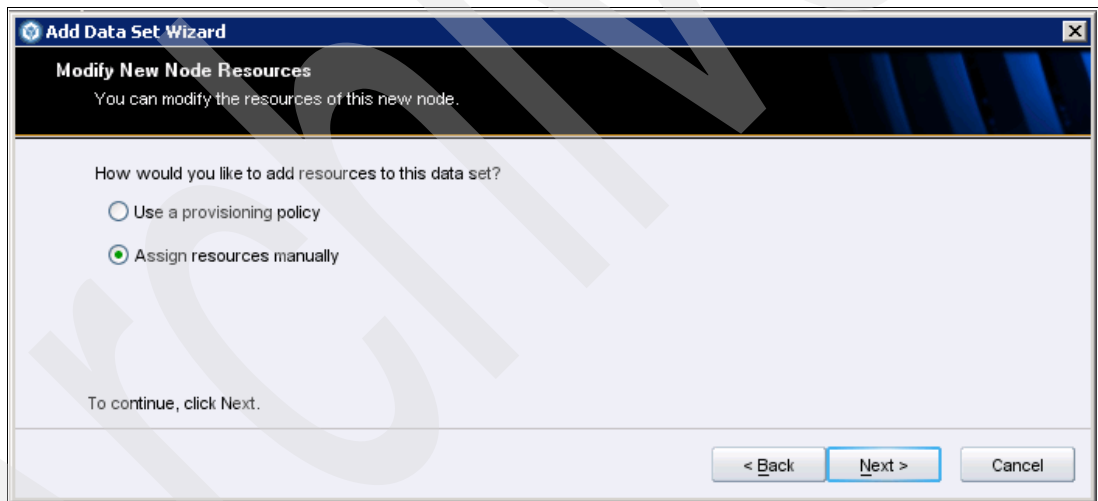 Add Data Set Wizard
Modify New Node Resources
You can modify the resources of this new node.
How would you like to add resources to this data set?
Use a provisioning policy
Assign resources manually
To continue, click Next.
< Back Next > Cancel